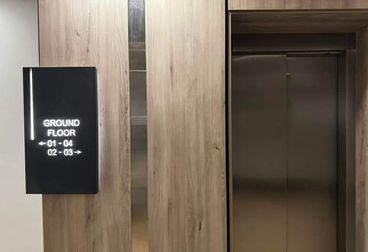 GROUND
FLOOR
←01 - 04
02 - 03→